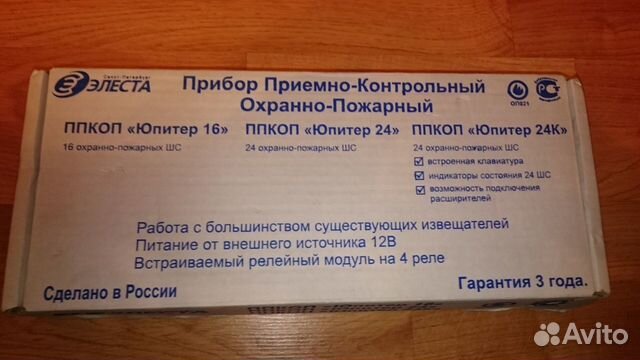 Санкт-Петербург
ЭЛЕСТА
Прибор Приемно-Контрольный
Охранно-Пожарный
ОП021
ППКОП «Юпитер 16»
16 охранно-пожарных ШС
ППКОП «Юпитер 24»
24 охранно-пожарных ШС
ППКОП «Юпитер 24К»
24 охранно-пожарных ШС
встроенная клавиатура
индикаторы состояния 24 ШС
возможность подключения
расширителей
Работа с большинством существующих извещателей
Питание от внешнего источника 12В
Встраиваемый релейный модуль на 4 реле
Сделано в России
Гарантия 3 года.
Avito